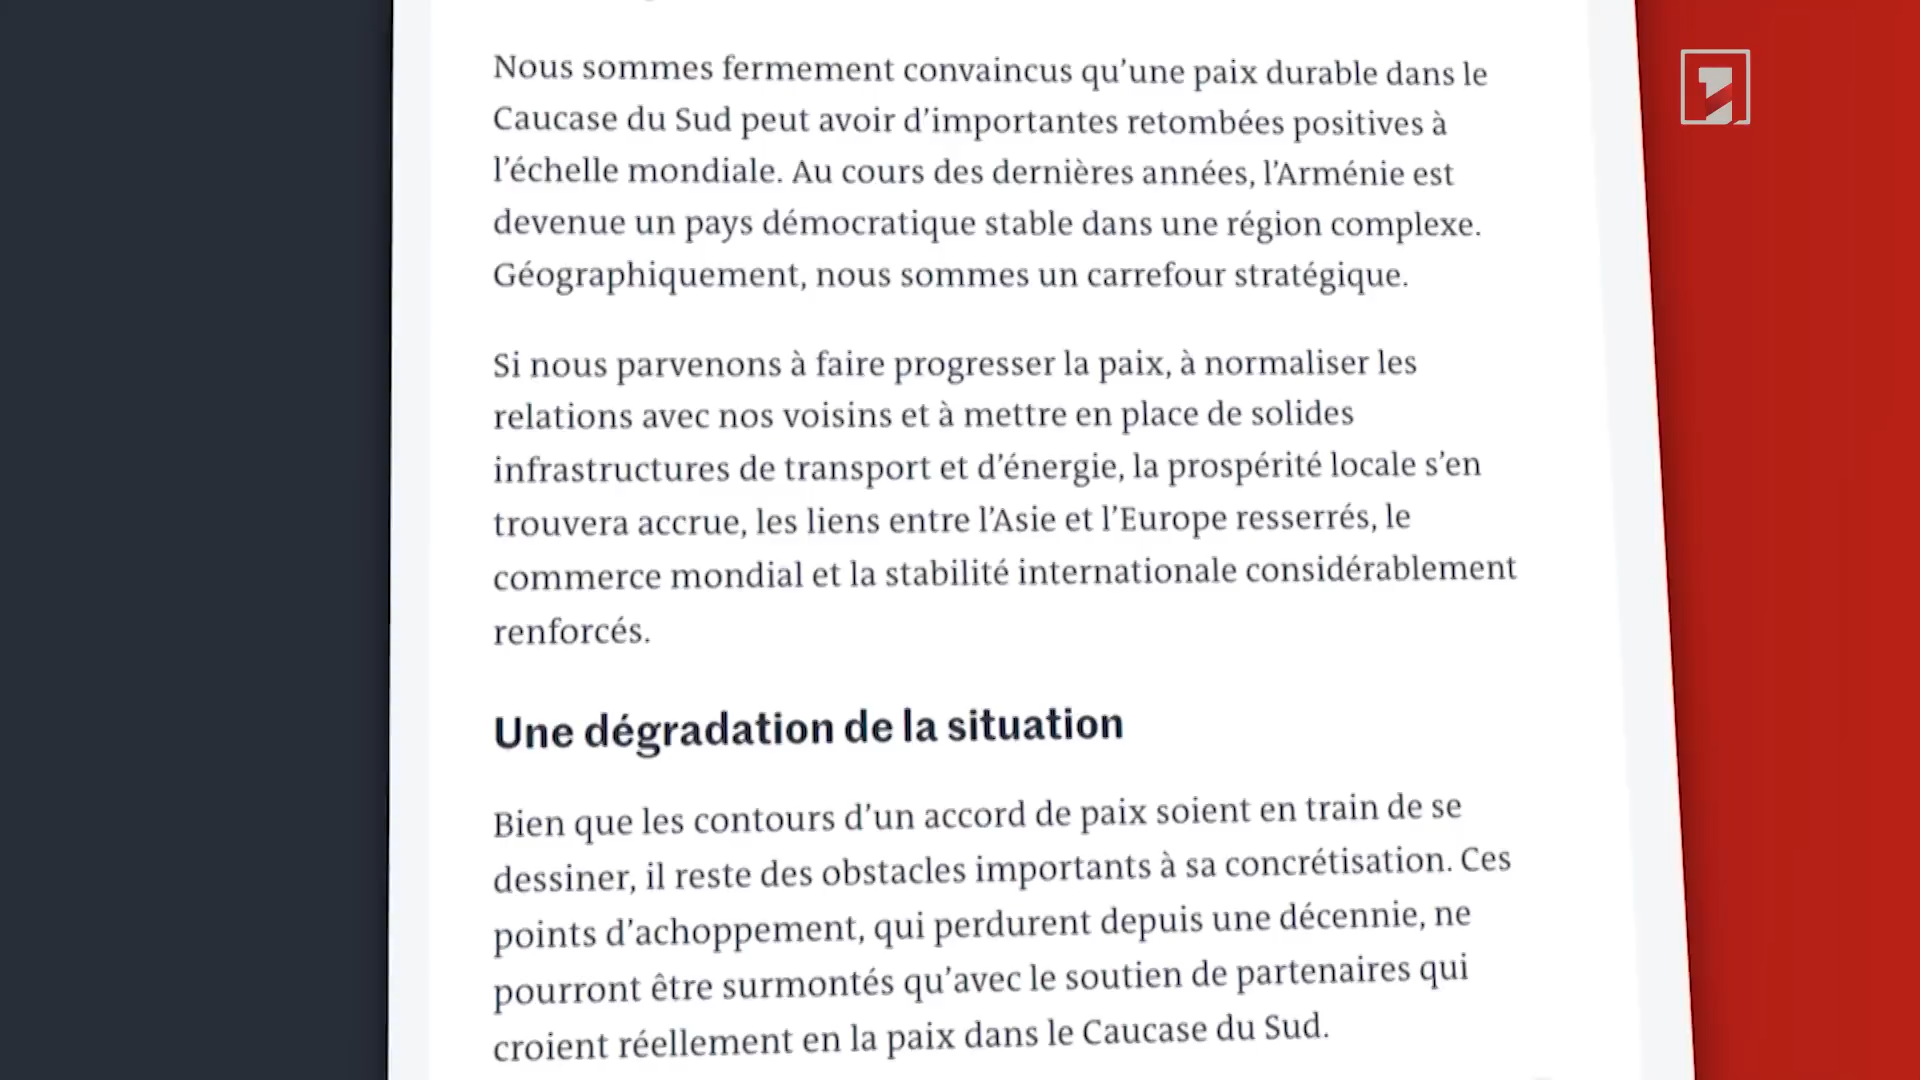 Nous sommes fermement convaincus qu’une paix durable dans le
Caucase du Sud peut avoir d’importantes retombées positives à
l’échelle mondiale. Au cours des dernières années, l’Arménie est
devenue un pays démocratique stable dans une région complexe.
Géographiquement, nous sommes un carrefour stratégique.
Si nous parvenons à faire progresser la paix, à normaliser les
relations avec nos voisins et à mettre en place de solides
infrastructures de transport et d’énergie, la prospérité locale s’en
trouvera accrue, les liens entre l’Asie et l’Europe resserrés, le
commerce mondial et la stabilité internationale considérablement
renforcés.
Une dégradation de la situation
Bien que les contours d’un accord de paix soient en train de se
dessiner, il reste des obstacles importants à sa concrétisation. Ces
points d’achoppement, qui perdurent depuis une décennie, ne
pourront être surmontés qu’avec le soutien de partenaires qui
croient réellement en la paix dans le Caucase du Sud.